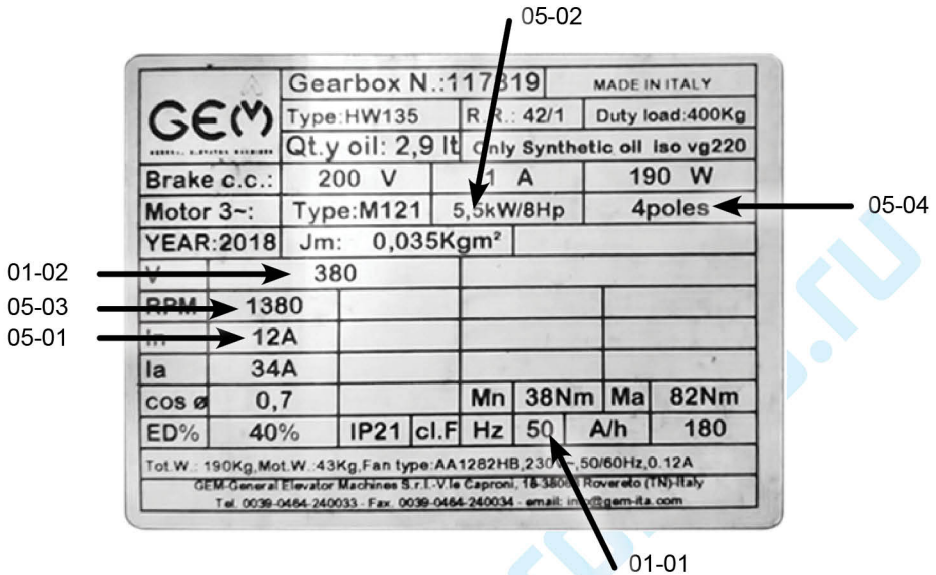 05-02
Gearbox N.:117819 MADE IN ITALY
GEM Type:HW135 R.R.: 42/1 Duty load:400Kg
GENERAL ELEVATOR MACHINES Qt.y oil: 2,9 lt Only Synthetic oil iso vg220
Brake c.c.: 200 V 1 A 190 W
Motor 3~: Type:M121 5,5kW/8Hp 4poles 05-04
YEAR:2018 Jm: 0,035Kgm²
01-02 V 380
05-03 RPM 1380
05-01 In 12A
Ia 34A
cos ø 0,7 Mn 38Nm Ma 82Nm
ED% 40% IP21 cl.F Hz 50 A/h 180
Tot.W.: 190Kg,Mot.W.:43Kg,Fan type:AA1282HB,230V~,50/60Hz,0.12A
GEM-General Elevator Machines S.r.l.-V.le Caproni, 18-38068 Rovereto (TN)-Italy
Tel. 0039-0464-240033 - Fax. 0039-0464-240034 - email: info@gem-ita.com
01-01